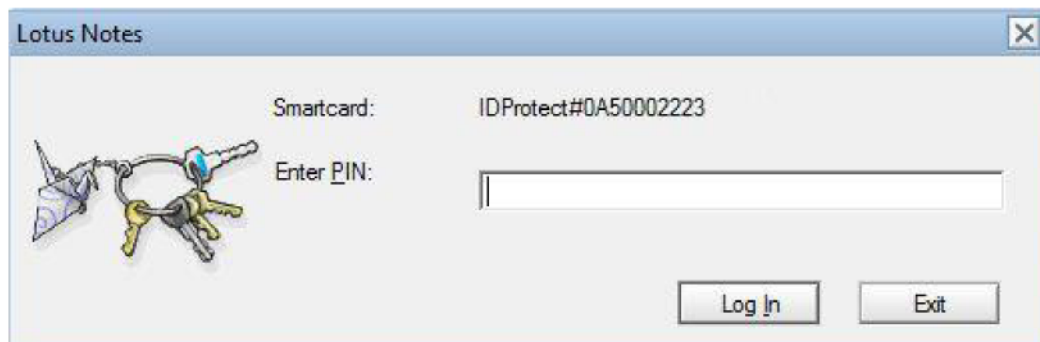 Lotus Notes
Smartcard: IDProtect#0A50002223
Enter PIN:
Log In Exit